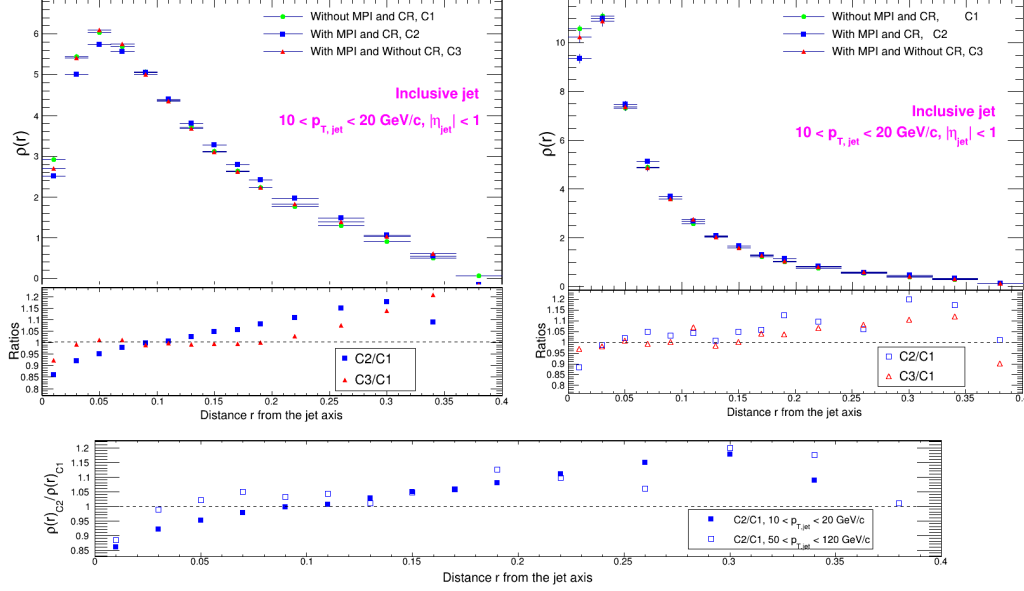 Without MPI and CR, C1
With MPI and CR, C2
With MPI and Without CR, C3
Inclusive jet
10 < p_T, jet < 20 GeV/c, |η_jet| < 1
ρ(r)
6
5
4
3
2
1
0
Ratios
1.2
1.15
1.1
1.05
1
0.95
0.9
0.85
0.8
C2/C1
C3/C1
0 0.05 0.1 0.15 0.2 0.25 0.3 0.35 0.4
Distance r from the jet axis
Without MPI and CR, C1
With MPI and CR, C2
With MPI and Without CR, C3
Inclusive jet
10 < p_T, jet < 20 GeV/c, |η_jet| < 1
ρ(r)
10
8
6
4
2
0
Ratios
1.2
1.15
1.1
1.05
1
0.95
0.9
0.85
0.8
C2/C1
C3/C1
0 0.05 0.1 0.15 0.2 0.25 0.3 0.35
Distance r from the jet axis
ρ(r)_C2/ρ(r)_C1
1.2
1.15
1.1
1.05
1
0.95
0.9
0.85
C2/C1, 10 < p_T,jet < 20 GeV/c
C2/C1, 50 < p_T,jet < 120 GeV/c
0 0.05 0.1 0.15 0.2 0.25 0.3 0.35 0.4
Distance r from the jet axis